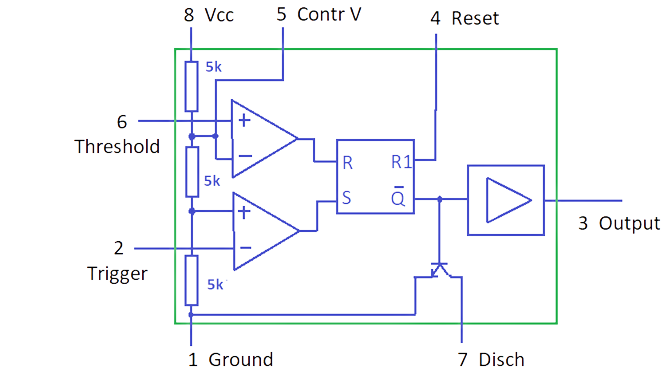 8 Vcc
5 Contr V
4 Reset
5k
6
Threshold
+
−
R
R1
5k
S
Q̅
+
−
2
Trigger
3 Output
5k
1 Ground
7 Disch